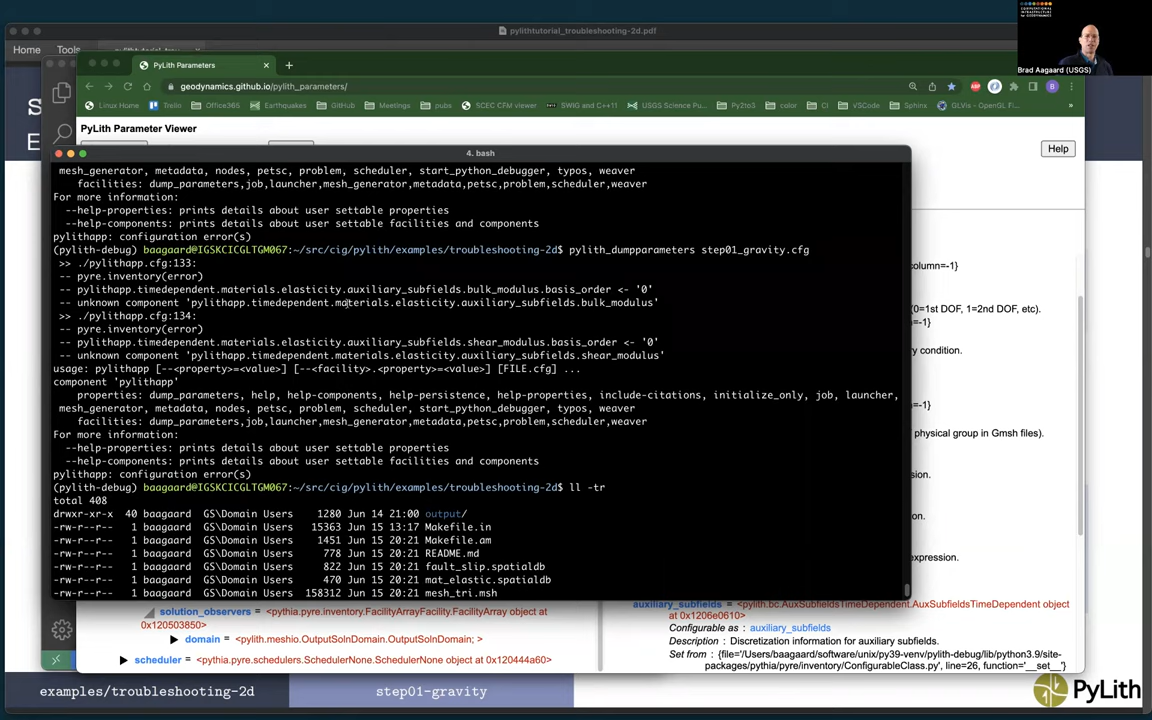 COMPUTATIONAL
INFRASTRUCTURE
for GEODYNAMICS
Brad Aagaard (USGS)
pylithtutorial_troubleshooting-2d.pdf
Home
Tools
PyLith Parameters
geodynamics.github.io/pylith_parameters/
Linux Home
Trello
Office365
Earthquakes
GitHub
Meetings
pubs
SCEC CFM viewer
SWIG and C++11
USGS Science Pu...
Py2to3
color
CI
VSCode
Sphinx
GLVis - OpenGL Fi...
»
PyLith Parameter Viewer
Help
4. bash
mesh_generator, metadata, nodes, petsc, problem, scheduler, start_python_debugger, typos, weaver
facilities: dump_parameters,job,launcher,mesh_generator,metadata,petsc,problem,scheduler,weaver
For more information:
--help-properties: prints details about user settable properties
--help-components: prints details about user settable facilities and components
pylithapp: configuration error(s)
(pylith-debug) baagaard@IGSKCICGLTGM067:~/src/cig/pylith/examples/troubleshooting-2d$ pylith_dumpparameters step01_gravity.cfg
>> ./pylithapp.cfg:133:
-- pyre.inventory(error)
-- pylithapp.timedependent.materials.elasticity.auxiliary_subfields.bulk_modulus.basis_order <- '0'
-- unknown component 'pylithapp.timedependent.materials.elasticity.auxiliary_subfields.bulk_modulus'
>> ./pylithapp.cfg:134:
-- pyre.inventory(error)
-- pylithapp.timedependent.materials.elasticity.auxiliary_subfields.shear_modulus.basis_order <- '0'
-- unknown component 'pylithapp.timedependent.materials.elasticity.auxiliary_subfields.shear_modulus'
usage: pylithapp [--<property>=<value>] [--<facility>.<property>=<value>] [FILE.cfg] ...
component 'pylithapp'
properties: dump_parameters, help, help-components, help-persistence, help-properties, include-citations, initialize_only, job, launcher,
mesh_generator, metadata, nodes, petsc, problem, scheduler, start_python_debugger, typos, weaver
facilities: dump_parameters,job,launcher,mesh_generator,metadata,petsc,problem,scheduler,weaver
For more information:
--help-properties: prints details about user settable properties
--help-components: prints details about user settable facilities and components
pylithapp: configuration error(s)
(pylith-debug) baagaard@IGSKCICGLTGM067:~/src/cig/pylith/examples/troubleshooting-2d$ ll -tr
total 408
drwxr-xr-x 40 baagaard GS\Domain Users 1280 Jun 14 21:00 output/
-rw-r--r-- 1 baagaard GS\Domain Users 15363 Jun 15 13:17 Makefile.in
-rw-r--r-- 1 baagaard GS\Domain Users 1451 Jun 15 20:21 Makefile.am
-rw-r--r-- 1 baagaard GS\Domain Users 778 Jun 15 20:21 README.md
-rw-r--r-- 1 baagaard GS\Domain Users 822 Jun 15 20:21 fault_slip.spatialdb
-rw-r--r-- 1 baagaard GS\Domain Users 470 Jun 15 20:21 mat_elastic.spatialdb
-rw-r--r-- 1 baagaard GS\Domain Users 158312 Jun 15 20:21 mesh_tri.msh
column=-1}
(0=1st DOF, 1=2nd DOF, etc).
n=-1}
ry condition.
=-1}
physical group in Gmsh files).
ession.
sion.
on.
expression.
solution_observers = <pythia.pyre.inventory.FacilityArrayFacility.FacilityArray object at
0x120503850>
domain = <pylith.meshio.OutputSolnDomain.OutputSolnDomain; >
scheduler = <pythia.pyre.schedulers.SchedulerNone.SchedulerNone object at 0x120444a60>
auxiliary_subfields = <pylith.bc.AuxSubfieldsTimeDependent.AuxSubfieldsTimeDependent object
at 0x1206e0610>
Configurable as : auxiliary_subfields
Description : Discretization information for auxiliary subfields.
Set from : {file='/Users/baagaard/software/unix/py39-venv/pylith-debug/lib/python3.9/site-
packages/pythia/pyre/inventory/ConfigurableClass.py', line=26, function='__set__'}
examples/troubleshooting-2d
step01-gravity
PyLith